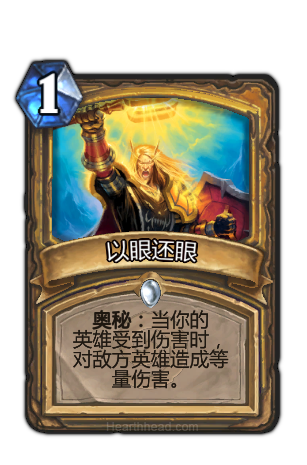 1
以眼还眼
奥秘：当你的
英雄受到伤害时，
对敌方英雄造成等
量伤害。
Hearthhead.com